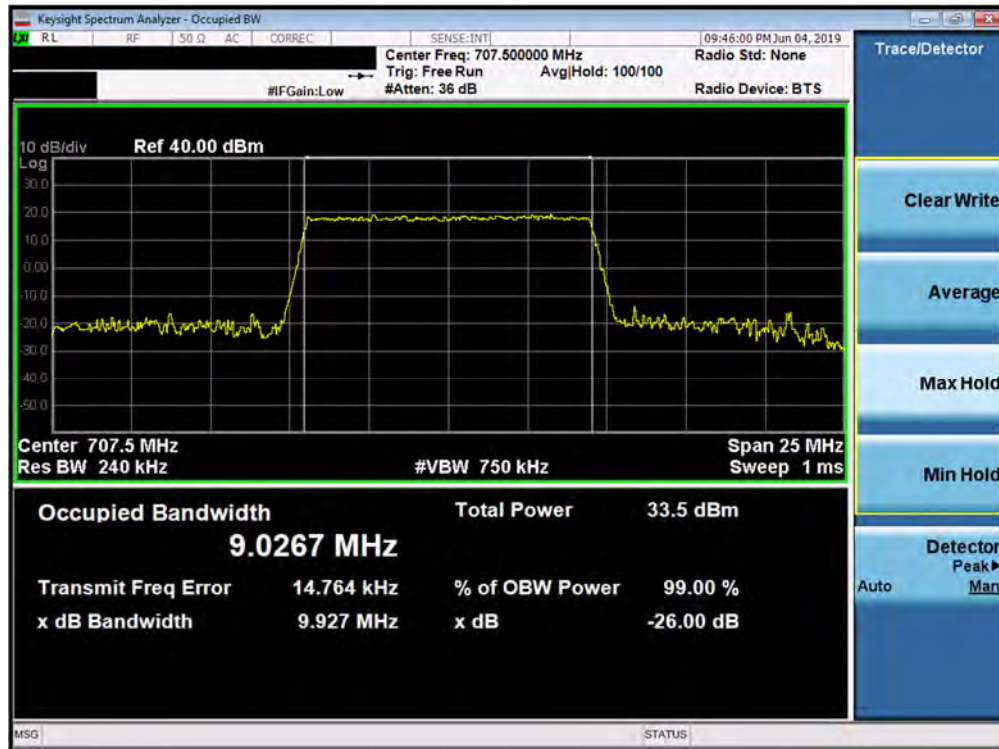 Keysight Spectrum Analyzer - Occupied BW
LXI RL RF 50 Ω AC CORREC SENSE:INT 09:46:00 PM Jun 04, 2019
Center Freq: 707.500000 MHz Radio Std: None
Trig: Free Run Avg|Hold: 100/100
#IFGain:Low #Atten: 36 dB Radio Device: BTS
Trace/Detector
10 dB/div Ref 40.00 dBm
Log
30.0
20.0
10.0
0.00
-10.0
-20.0
-30.0
-40.0
-50.0
Center 707.5 MHz Span 25 MHz
Res BW 240 kHz #VBW 750 kHz Sweep 1 ms
Occupied Bandwidth Total Power 33.5 dBm
9.0267 MHz
Transmit Freq Error 14.764 kHz % of OBW Power 99.00 %
x dB Bandwidth 9.927 MHz x dB -26.00 dB
Clear Write
Average
Max Hold
Min Hold
Detector
Peak
Auto Man
MSG STATUS